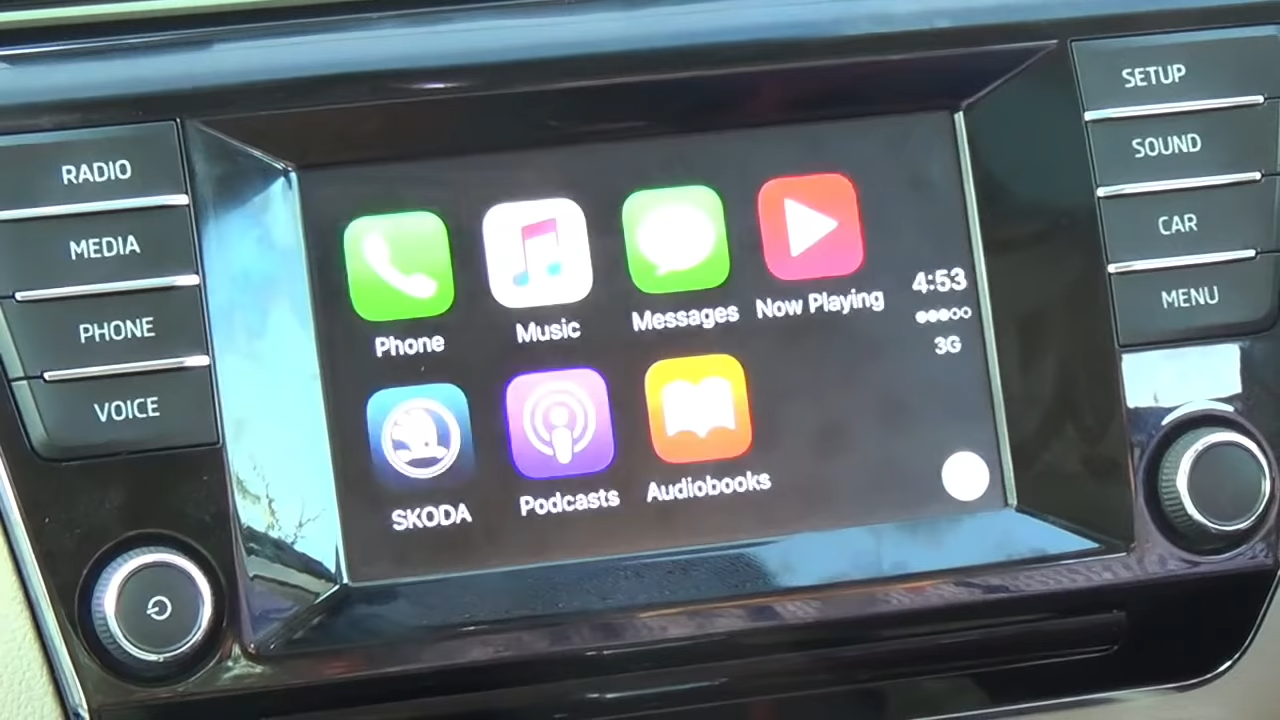 RADIO
MEDIA
PHONE
VOICE
Phone
Music
Messages
Now Playing
SKODA
Podcasts
Audiobooks
4:53
3G
SETUP
SOUND
CAR
MENU